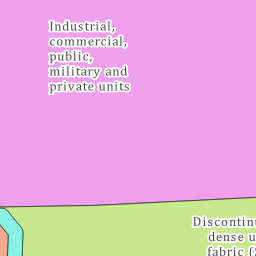 Industrial,
commercial,
public,
military and
private units
Discontinu
dense u
fabric (